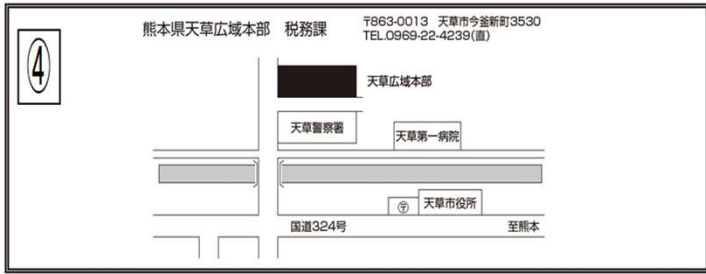 ④
熊本県天草広域本部 税務課
〒863-0013 天草市今釜新町3530
TEL.0969-22-4239(直)
天草広域本部
天草警察署
天草第一病院
〒
天草市役所
国道324号
至熊本